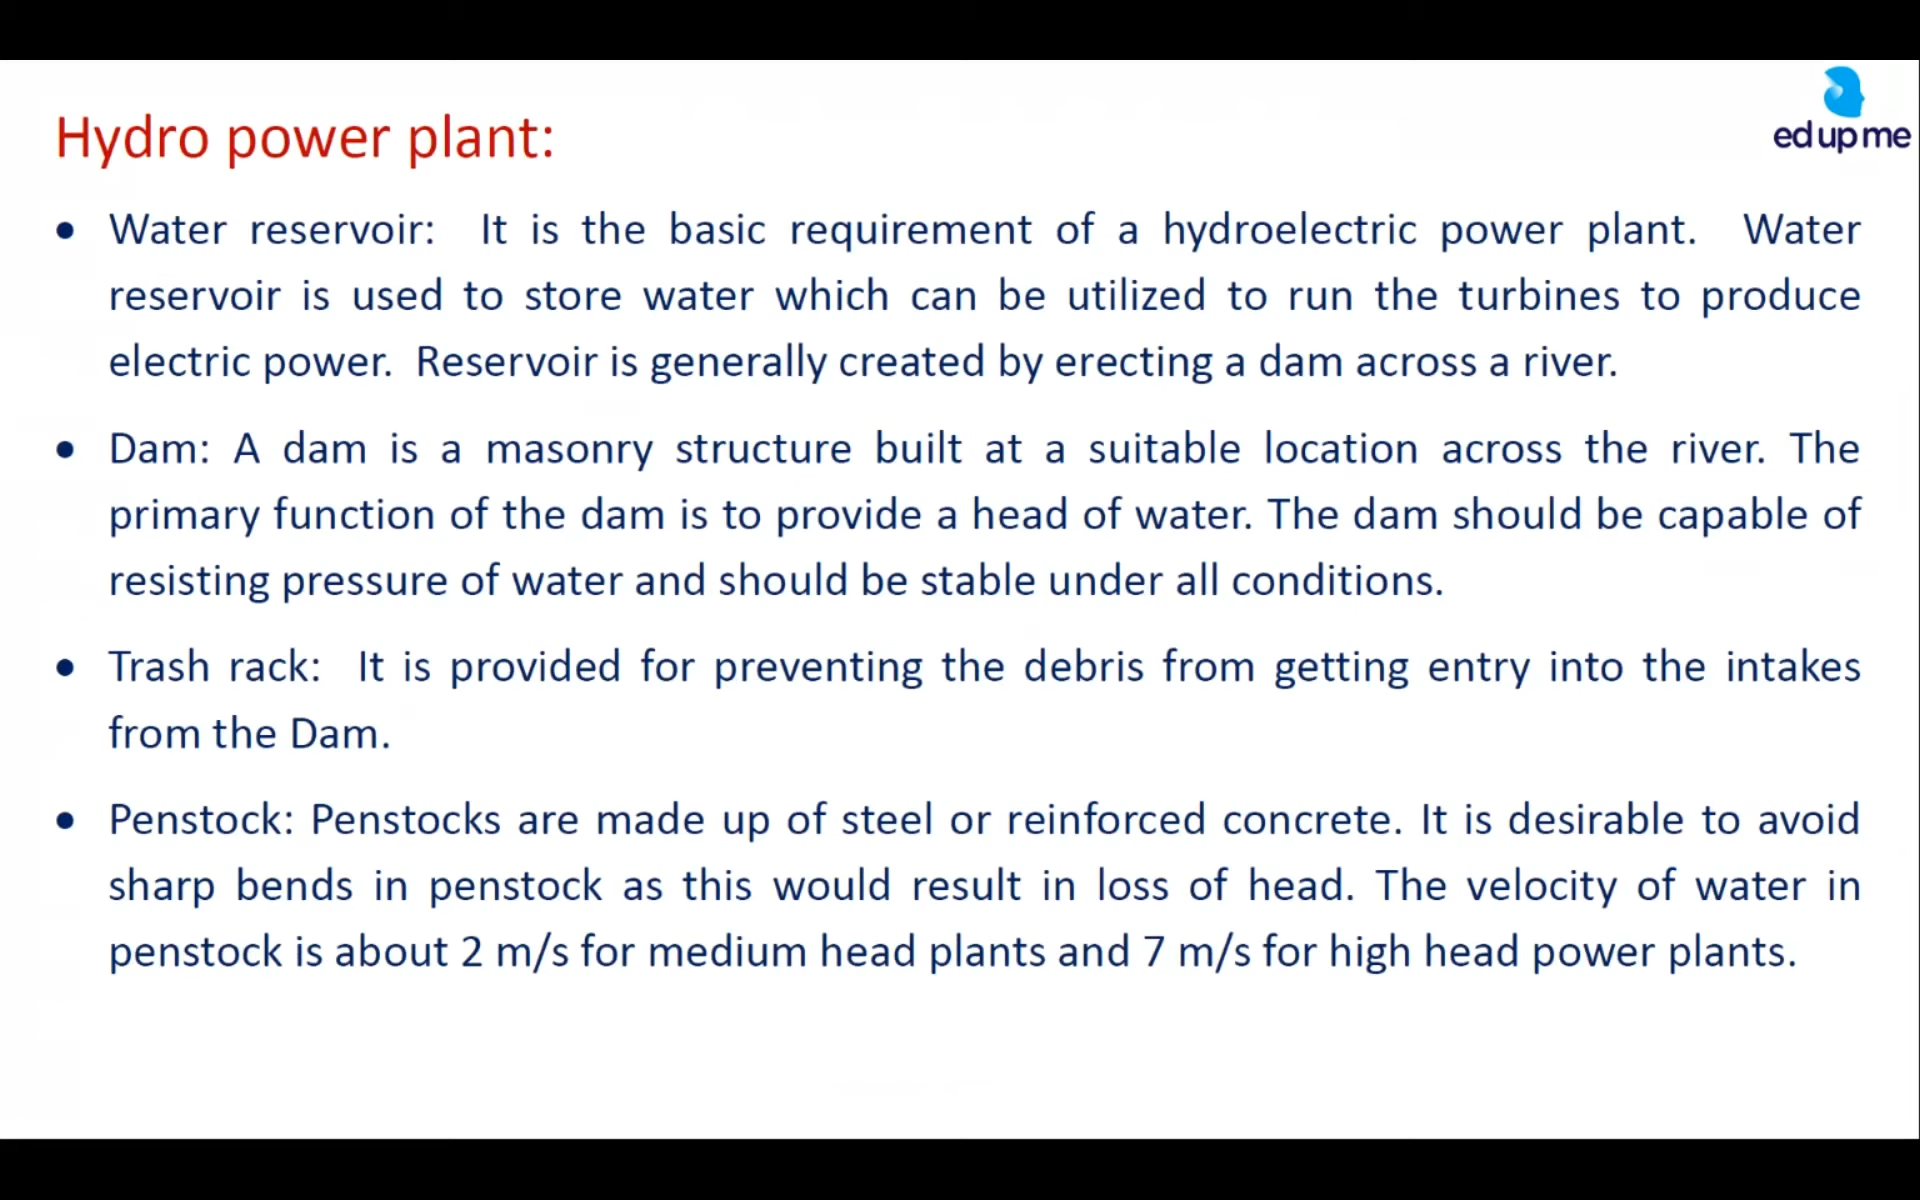 ed up me
Hydro power plant:
• Water reservoir: It is the basic requirement of a hydroelectric power plant. Water
reservoir is used to store water which can be utilized to run the turbines to produce
electric power. Reservoir is generally created by erecting a dam across a river.
• Dam: A dam is a masonry structure built at a suitable location across the river. The
primary function of the dam is to provide a head of water. The dam should be capable of
resisting pressure of water and should be stable under all conditions.
• Trash rack: It is provided for preventing the debris from getting entry into the intakes
from the Dam.
• Penstock: Penstocks are made up of steel or reinforced concrete. It is desirable to avoid
sharp bends in penstock as this would result in loss of head. The velocity of water in
penstock is about 2 m/s for medium head plants and 7 m/s for high head power plants.